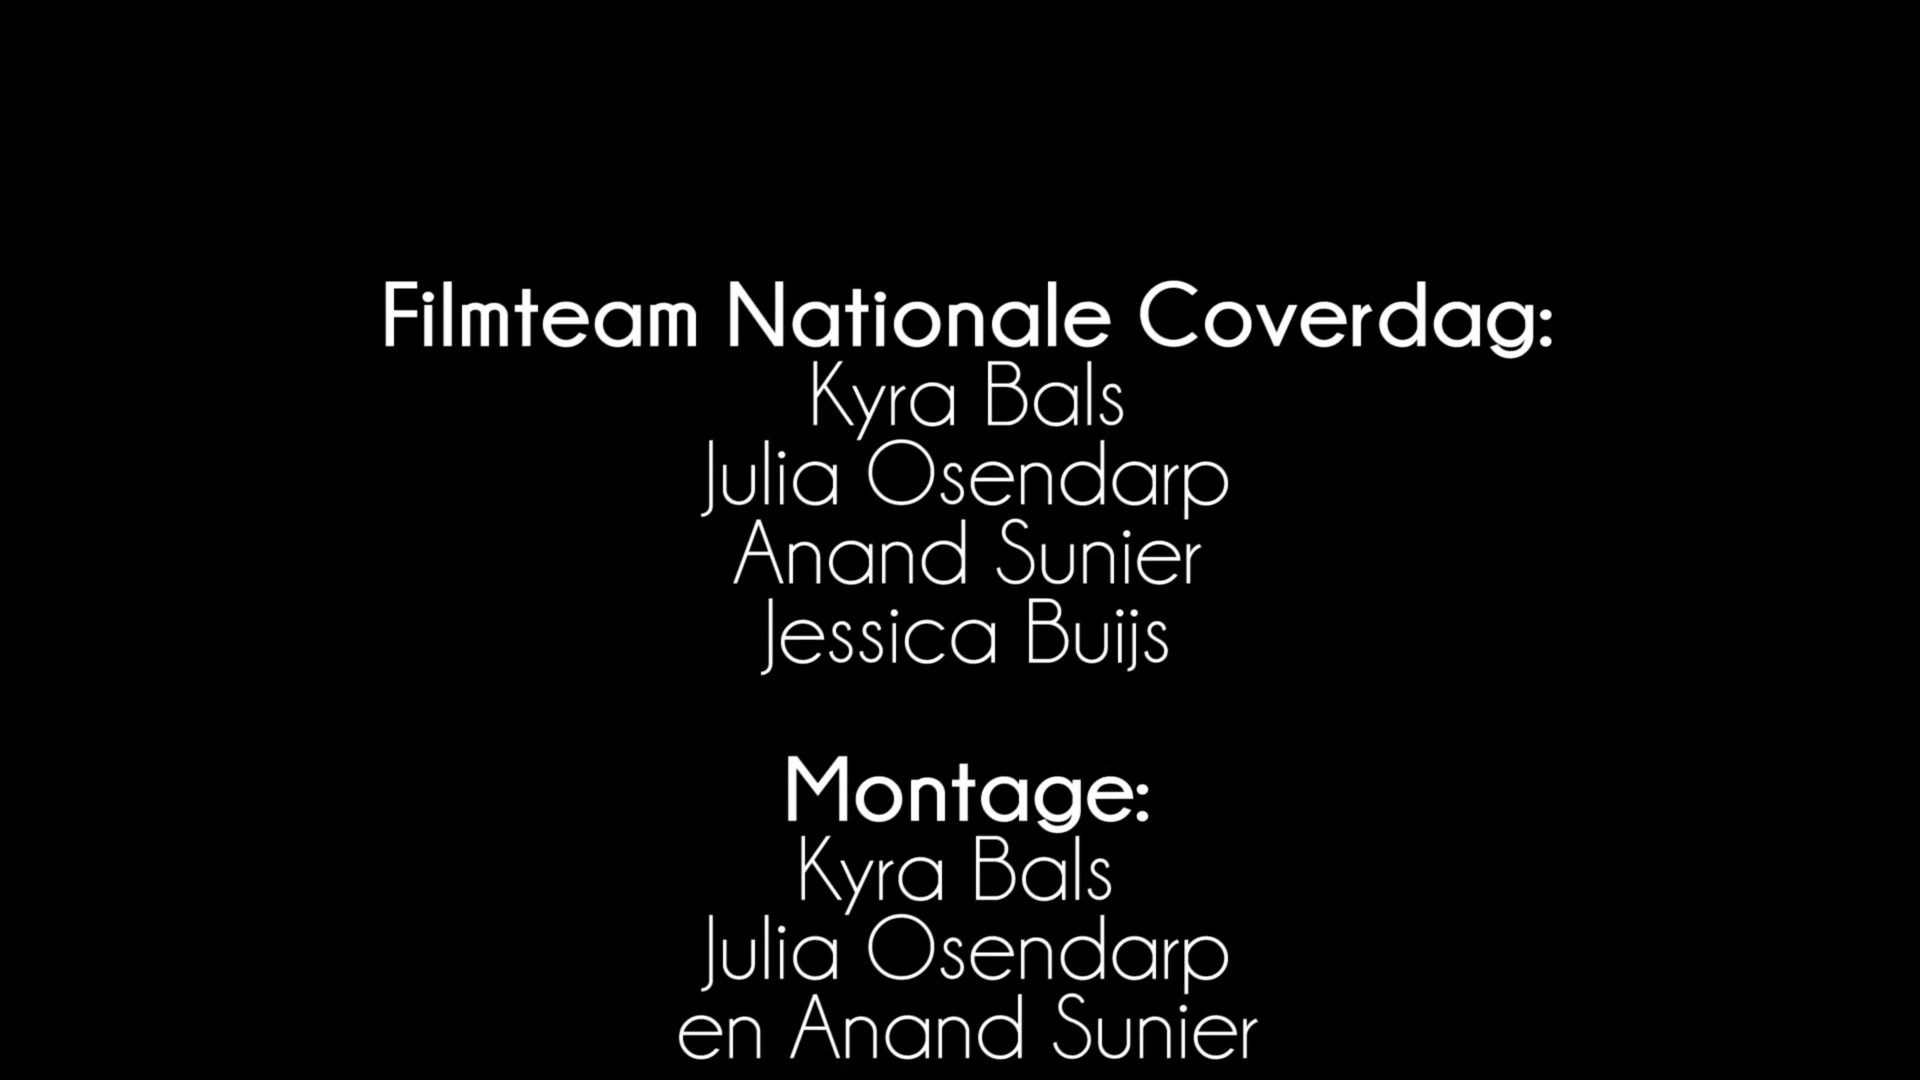 Filmteam Nationale Coverdag:
Kyra Bals
Julia Osendarp
Anand Sunier
Jessica Buijs
Montage:
Kyra Bals
Julia Osendarp
en Anand Sunier